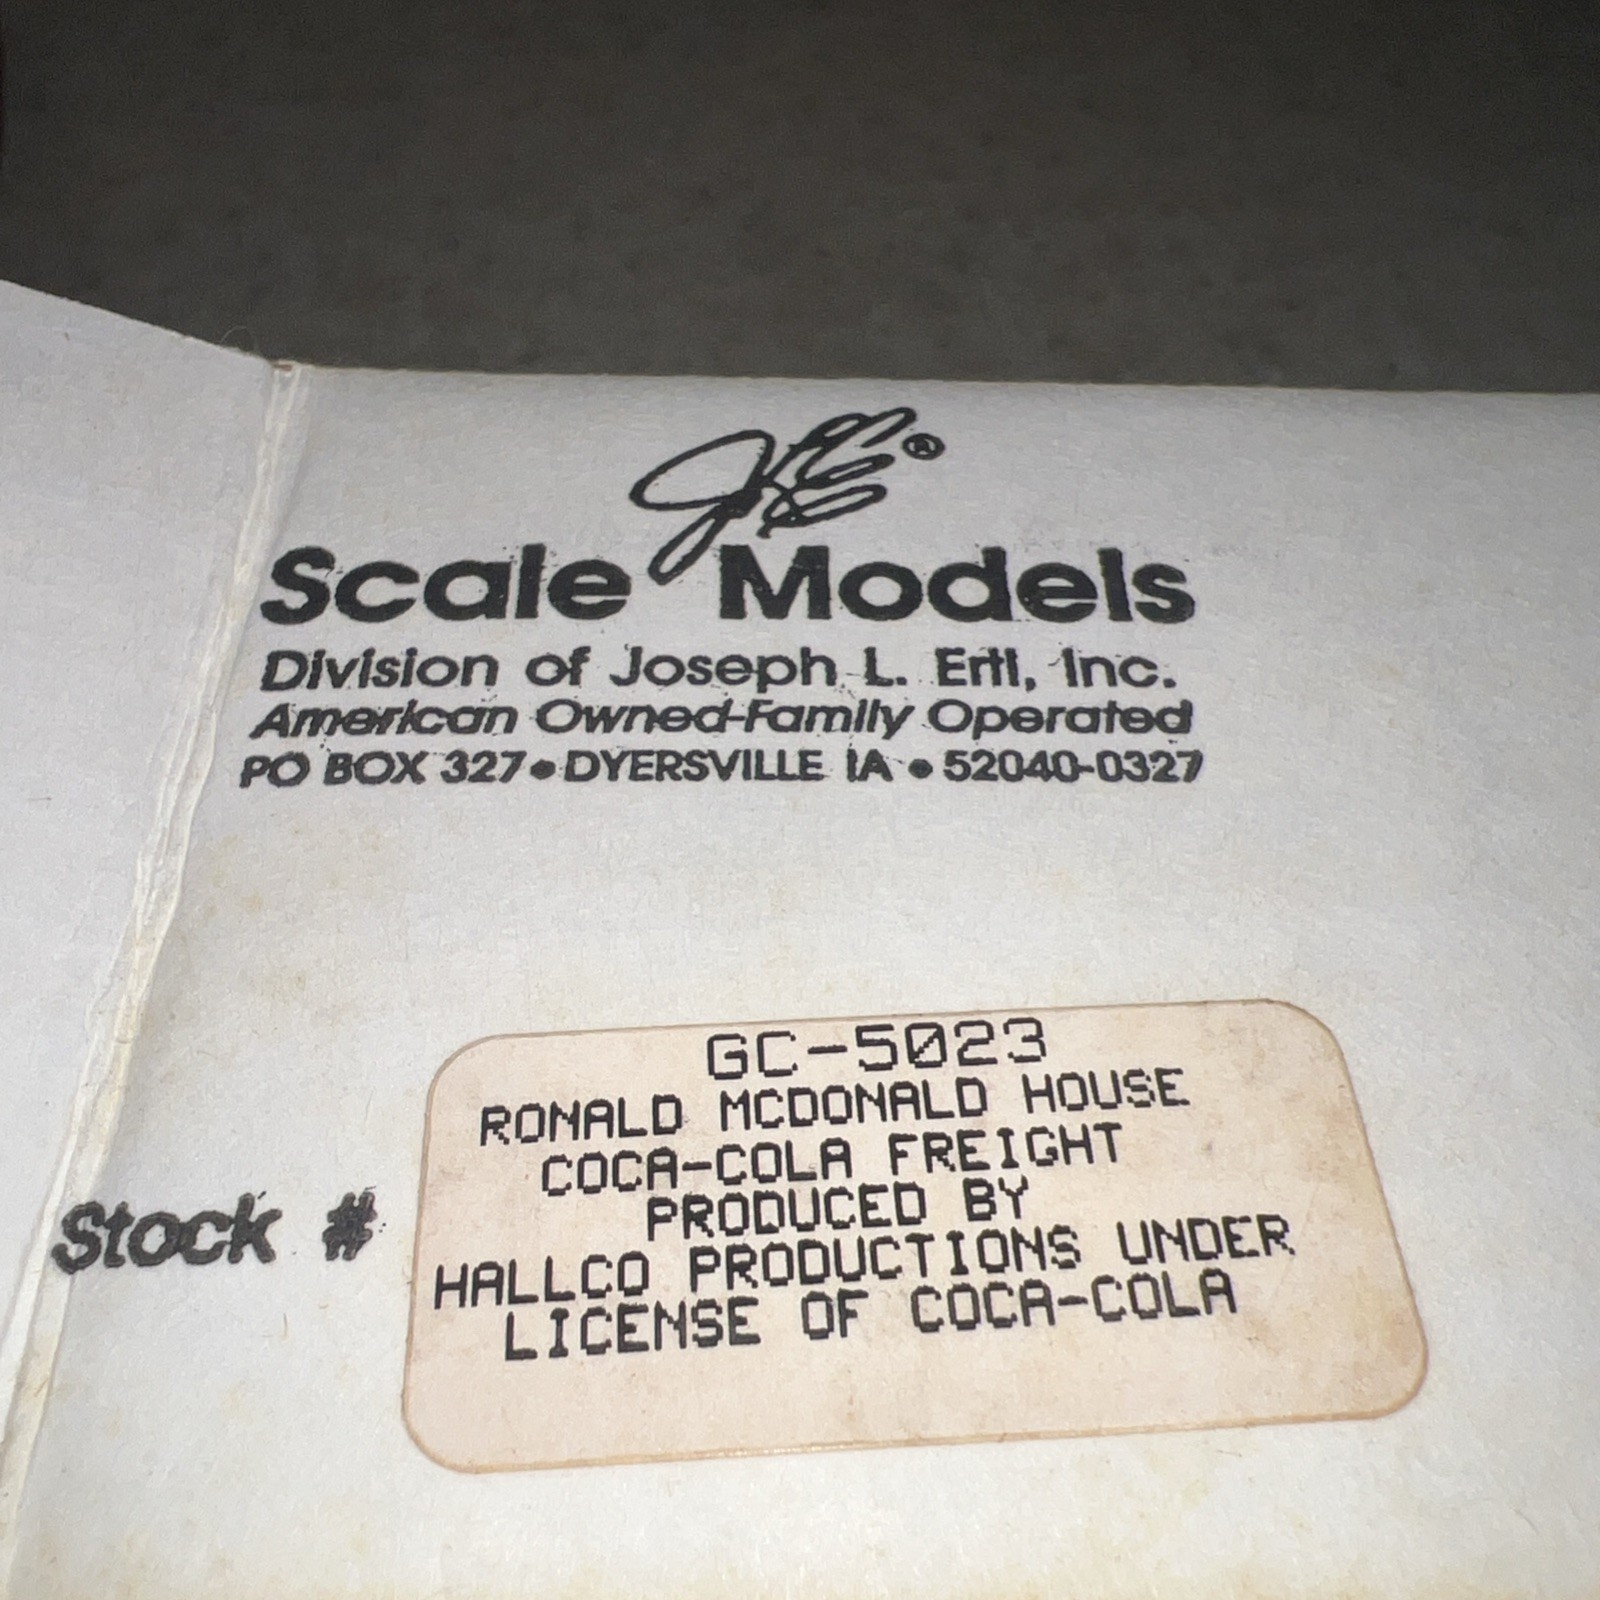 JLE®
Scale Models
Division of Joseph L. Ertl, Inc.
American Owned-Family Operated
PO BOX 327 • DYERSVILLE IA • 52040-0327
GC-5023
RONALD MCDONALD HOUSE
COCA-COLA FREIGHT
PRODUCED BY
HALLCO PRODUCTIONS UNDER
LICENSE OF COCA-COLA
Stock #